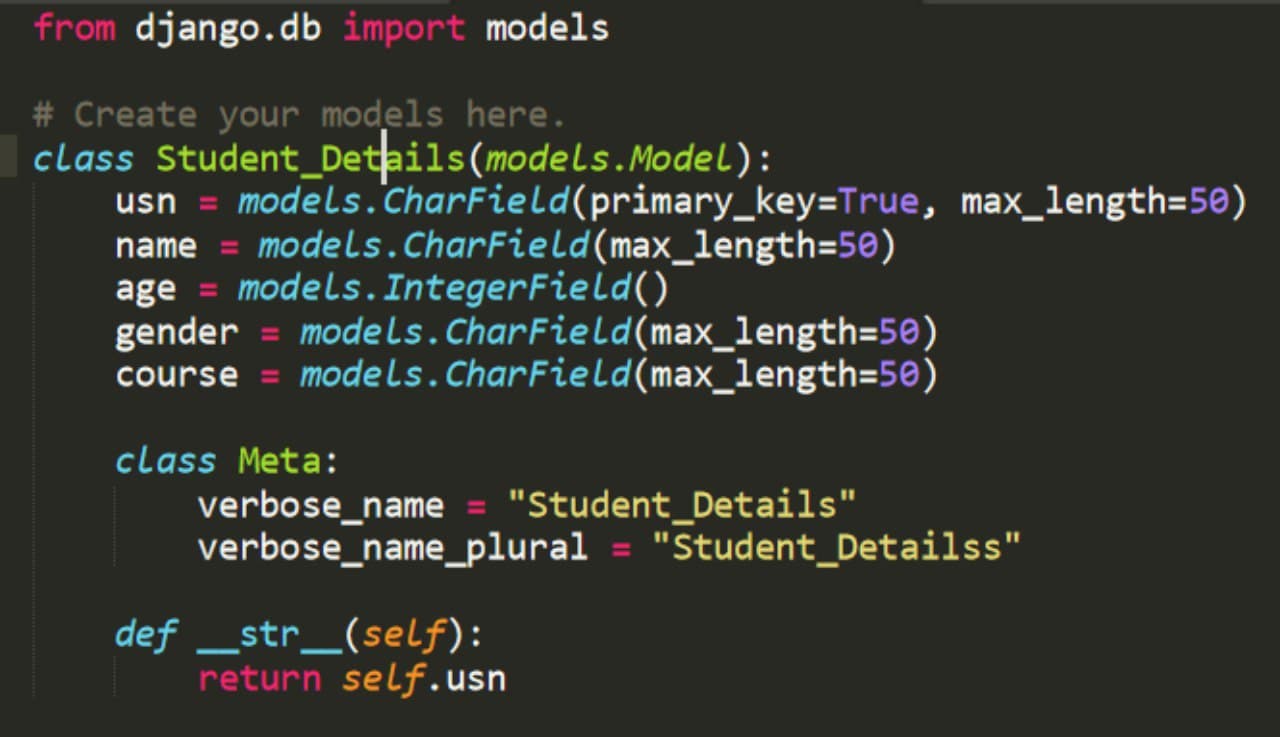 from django.db import models
# Create your models here.
class Student_Details(models.Model):
    usn = models.CharField(primary_key=True, max_length=50)
    name = models.CharField(max_length=50)
    age = models.IntegerField()
    gender = models.CharField(max_length=50)
    course = models.CharField(max_length=50)
    class Meta:
        verbose_name = "Student_Details"
        verbose_name_plural = "Student_Detailss"
    def __str__(self):
        return self.usn